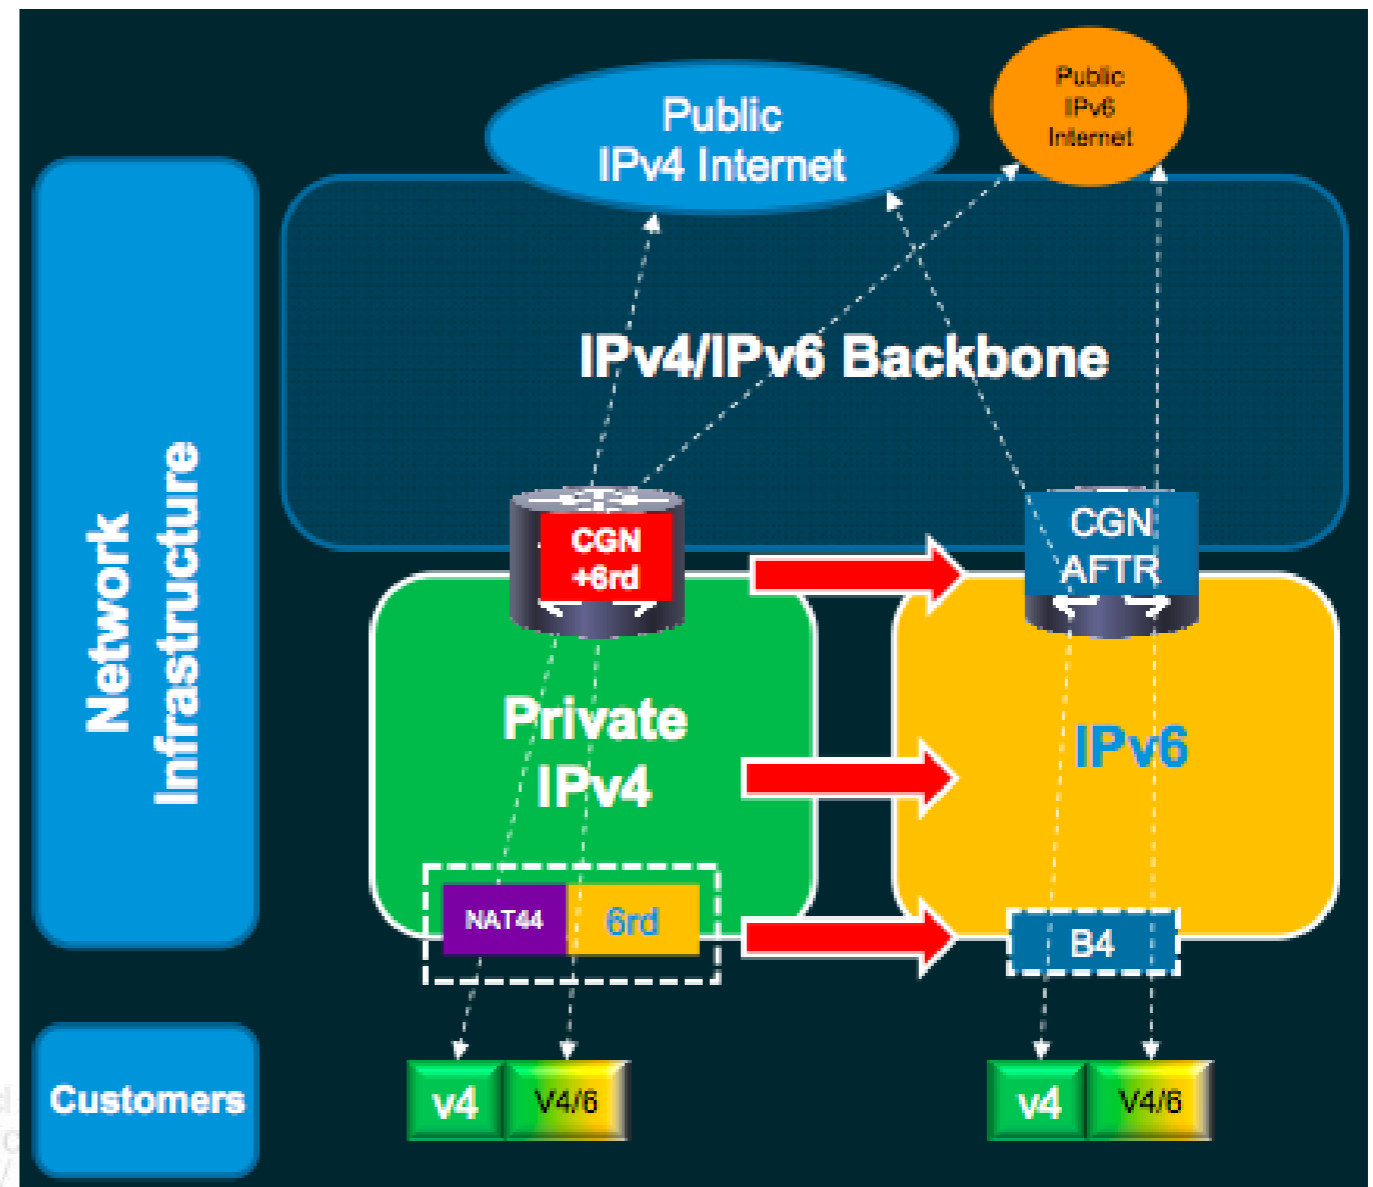 Public
IPv4 Internet
Public
IPv6
Internet
Network
Infrastructure
IPv4/IPv6 Backbone
CGN
+6rd
CGN
AFTR
Private
IPv4
IPv6
NAT44
6rd
B4
Customers
v4
V4/6
v4
V4/6